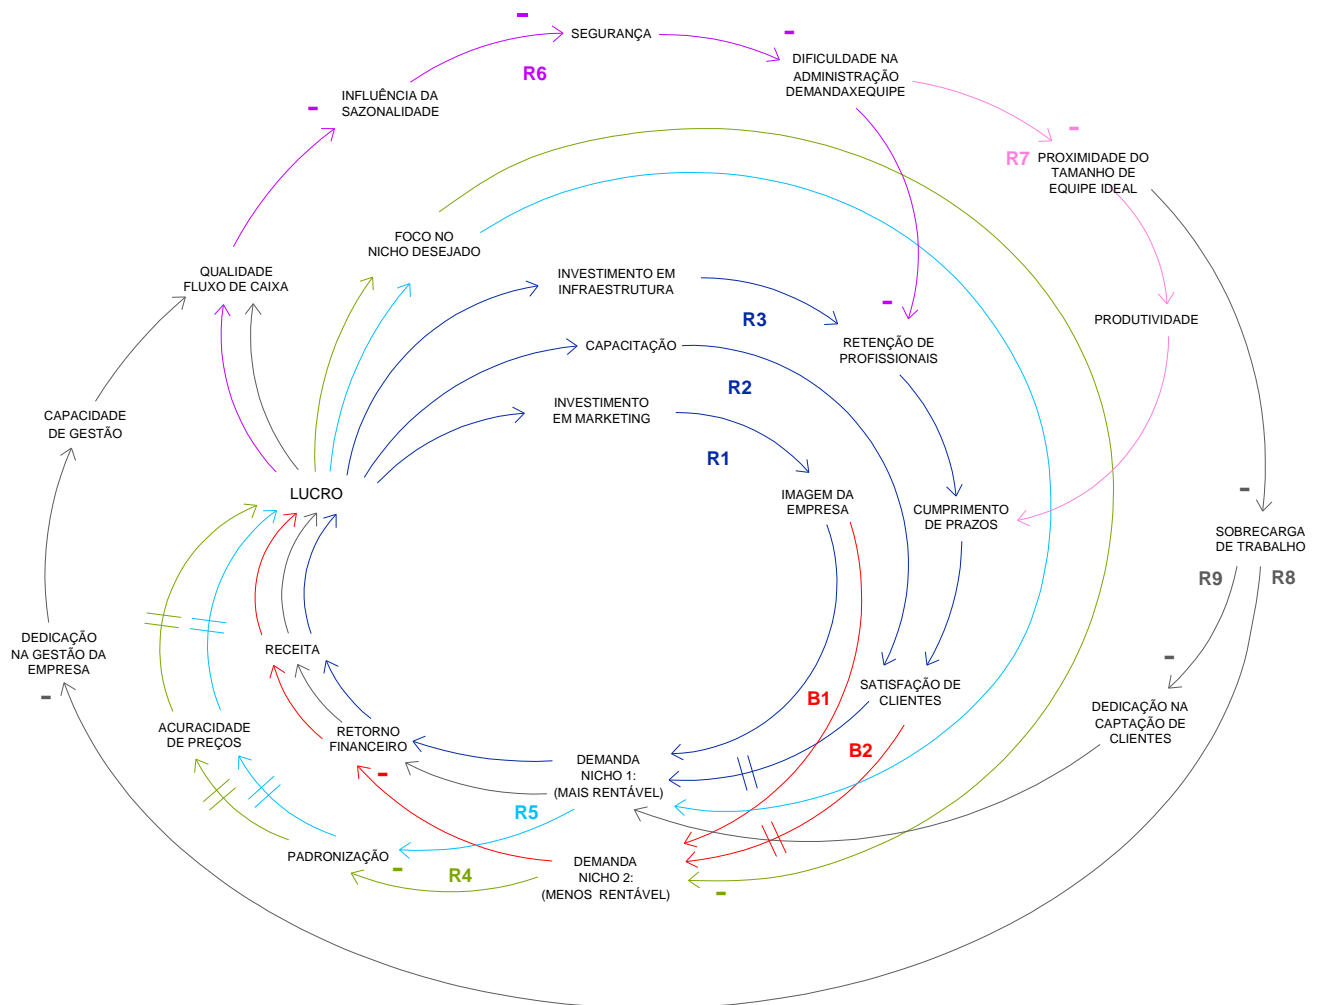 SEGURANÇA
R6
DIFICULDADE NA
ADMINISTRAÇÃO
DEMANDAXEQUIPE
INFLUÊNCIA DA
SAZONALIDADE
R7
PROXIMIDADE DO
TAMANHO DE
EQUIPE IDEAL
FOCO NO
NICHO DESEJADO
QUALIDADE
FLUXO DE CAIXA
INVESTIMENTO EM
INFRAESTRUTURA
R3
PRODUTIVIDADE
RETENÇÃO DE
PROFISSIONAIS
CAPACITAÇÃO
R2
INVESTIMENTO
EM MARKETING
CAPACIDADE
DE GESTÃO
R1
LUCRO
IMAGEM DA
EMPRESA
CUMPRIMENTO
DE PRAZOS
SOBRECARGA
DE TRABALHO
R9
R8
DEDICAÇÃO
NA GESTÃO DA
EMPRESA
RECEITA
SATISFAÇÃO DE
CLIENTES
B1
DEDICAÇÃO NA
CAPTAÇÃO DE
CLIENTES
ACURACIDADE
DE PREÇOS
RETORNO
FINANCEIRO
B2
DEMANDA
NICHO 1:
(MAIS RENTÁVEL)
R5
PADRONIZAÇÃO
R4
DEMANDA
NICHO 2:
(MENOS RENTÁVEL)